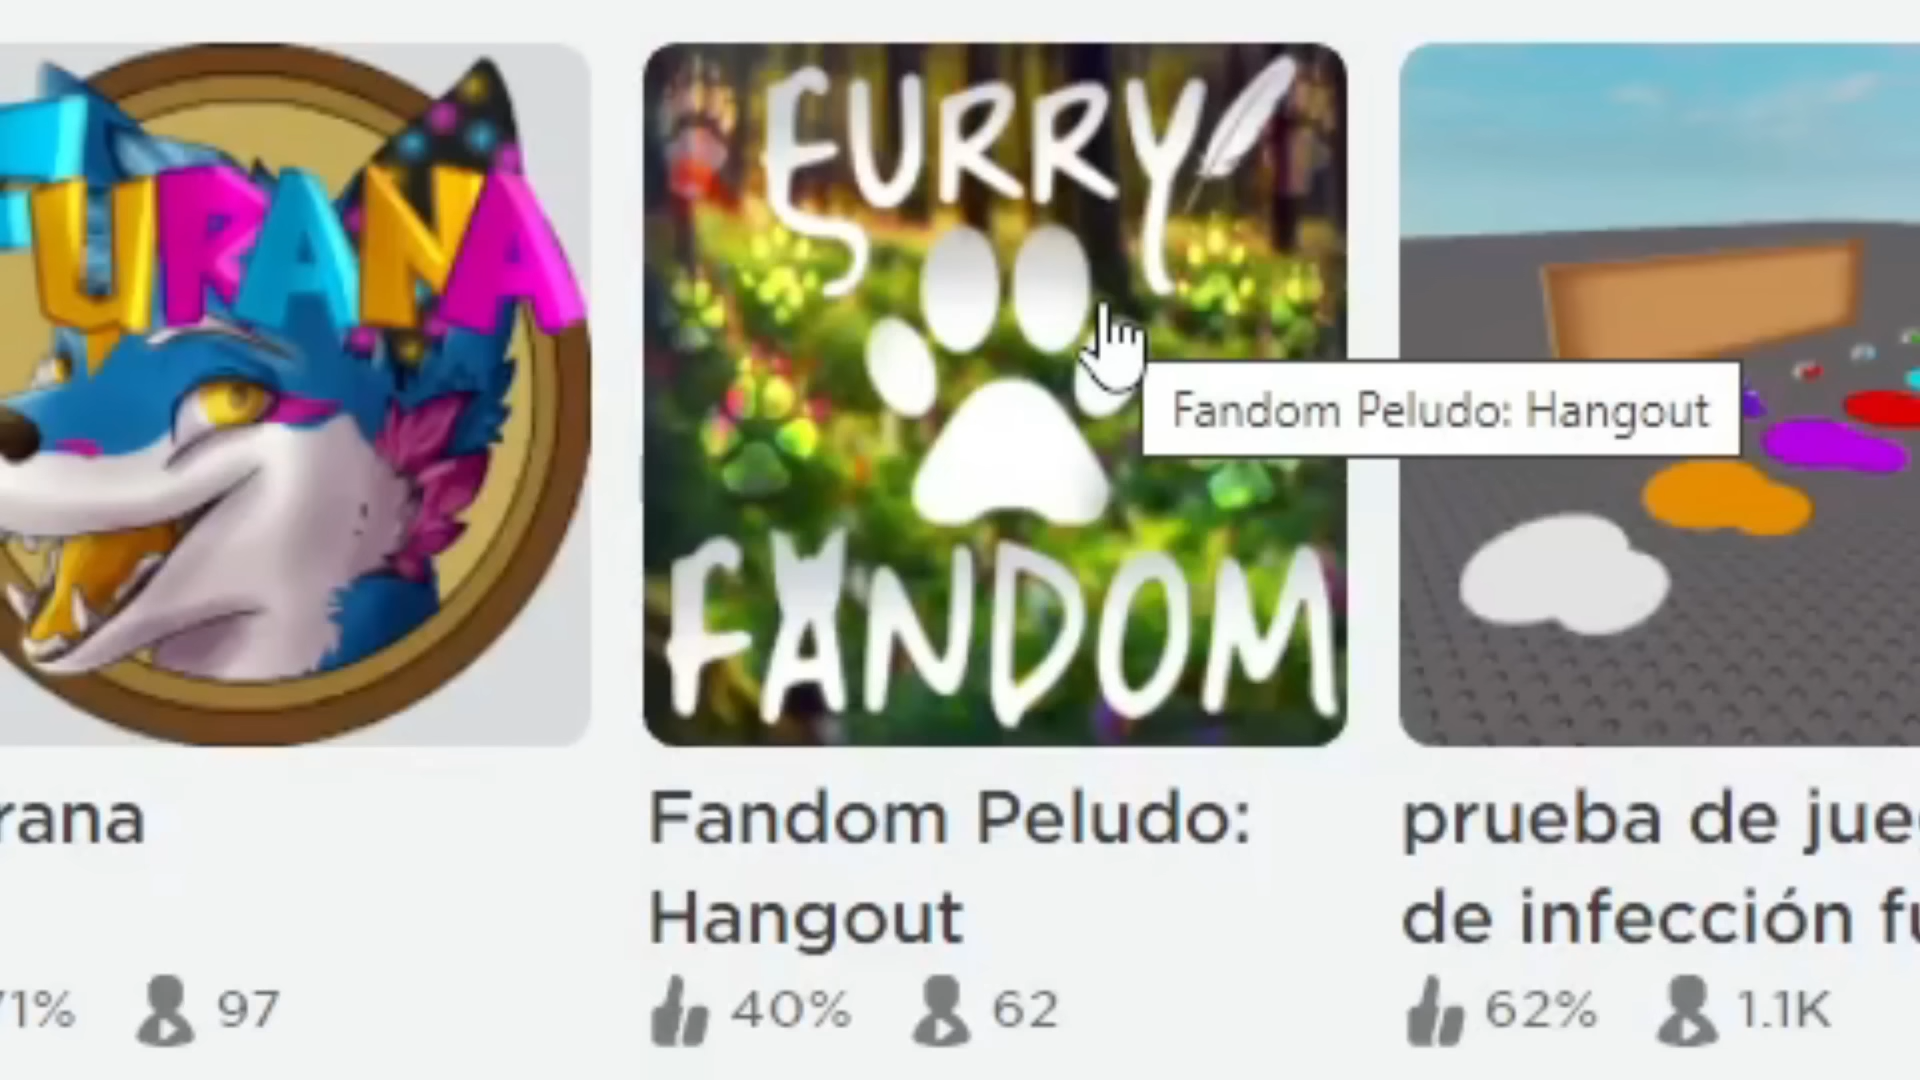 FURANA
FURRY
FANDOM
Fandom Peludo: Hangout
rana
71%
97
Fandom Peludo:
Hangout
40%
62
prueba de jue
de infección fu
62%
1.1K